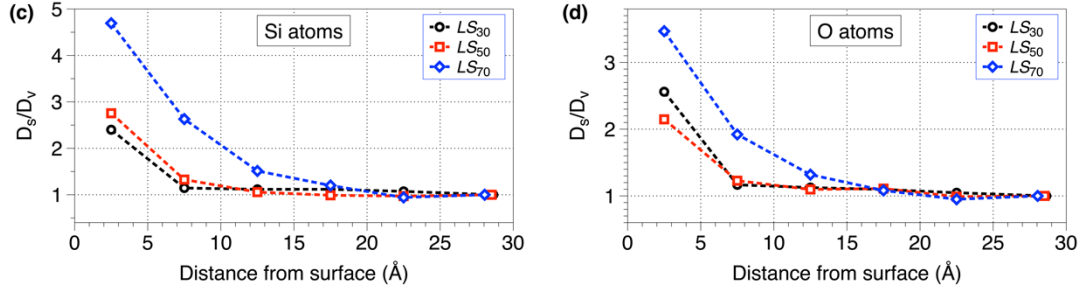 (c)
5
4
3
2
1
Ds/Dv
Si atoms
LS30
LS50
LS70
0 5 10 15 20 25 30
Distance from surface (Å)
(d)
3
2
1
Ds/Dv
O atoms
LS30
LS50
LS70
0 5 10 15 20 25 30
Distance from surface (Å)